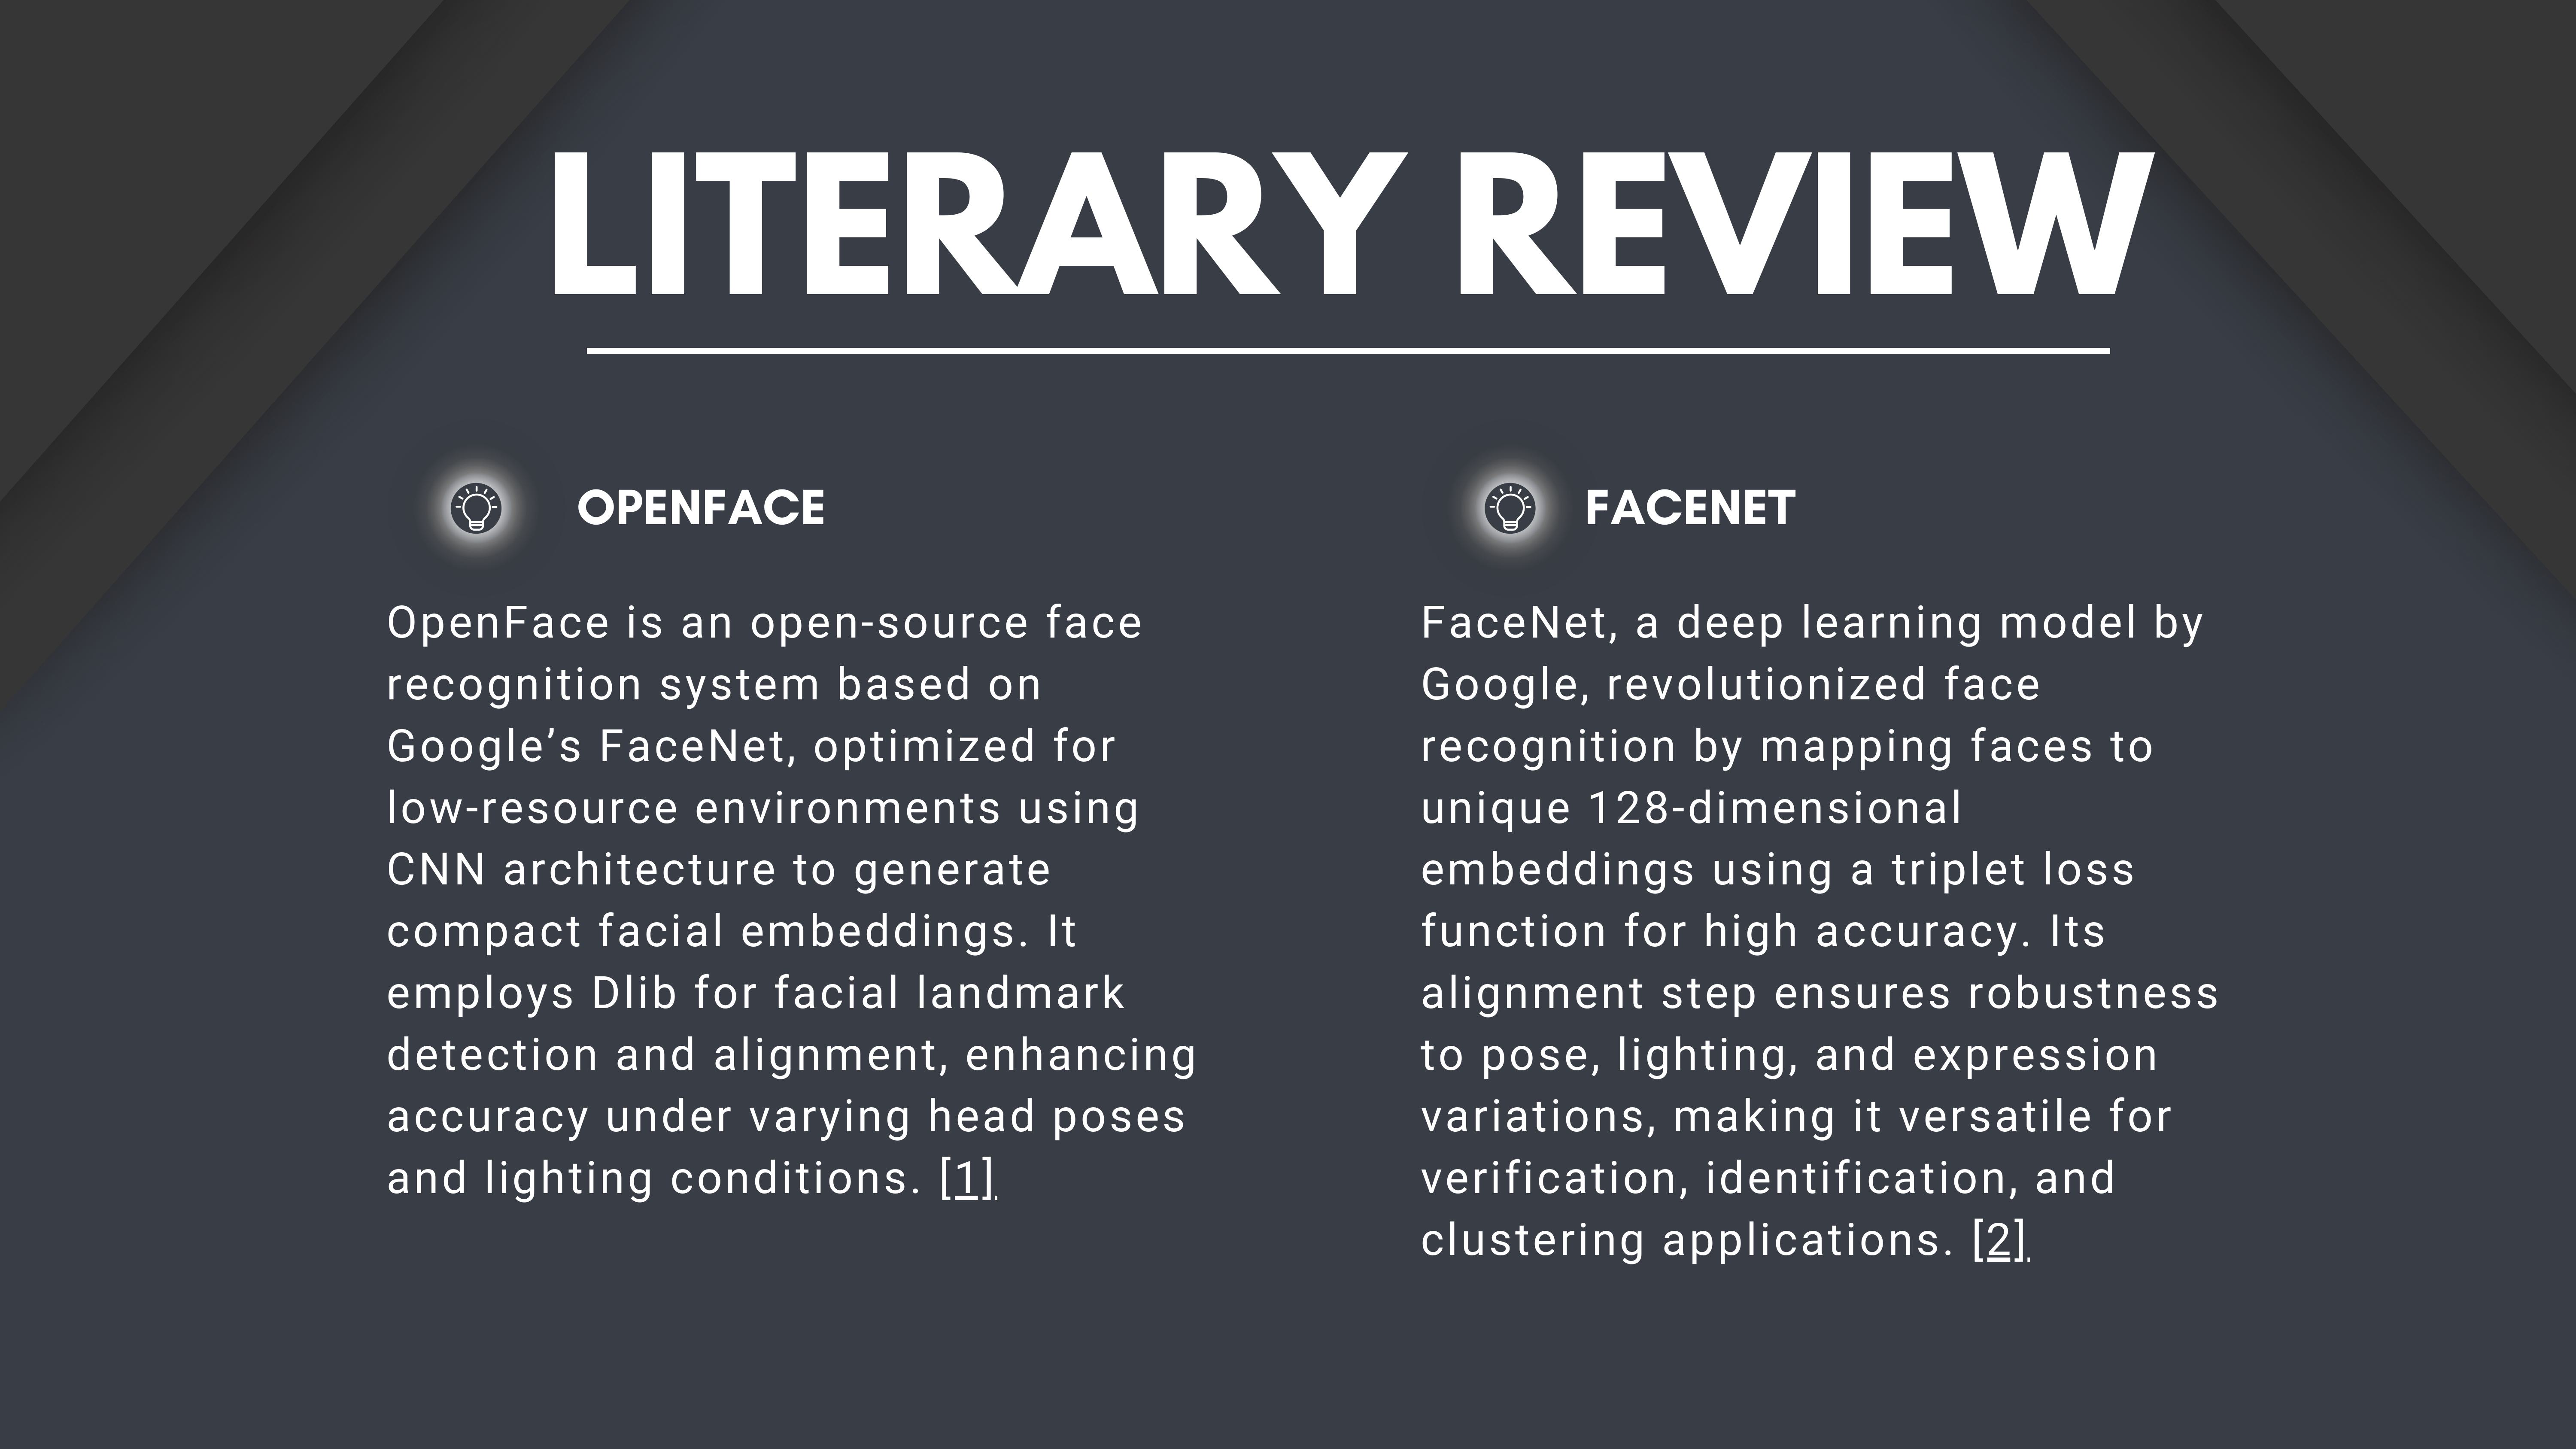 LITERARY REVIEW
OPENFACE
OpenFace is an open-source face
recognition system based on
Google’s FaceNet, optimized for
low-resource environments using
CNN architecture to generate
compact facial embeddings. It
employs Dlib for facial landmark
detection and alignment, enhancing
accuracy under varying head poses
and lighting conditions. [1].
FACENET
FaceNet, a deep learning model by
Google, revolutionized face
recognition by mapping faces to
unique 128-dimensional
embeddings using a triplet loss
function for high accuracy. Its
alignment step ensures robustness
to pose, lighting, and expression
variations, making it versatile for
verification, identification, and
clustering applications. [2].